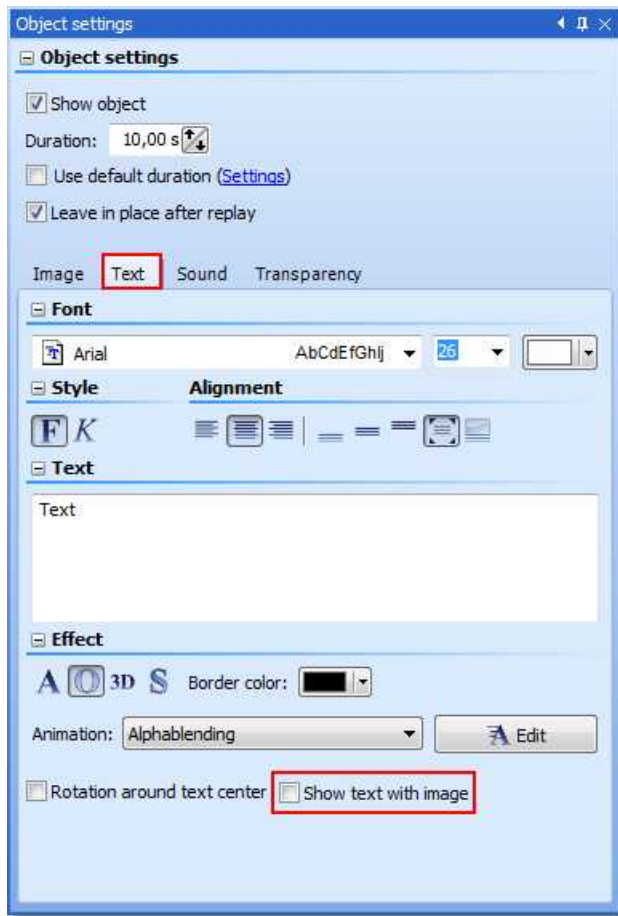 Object settings
Object settings
Show object
Duration: 10,00 s
Use default duration (Settings)
Leave in place after replay
Image Text Sound Transparency
Font
Arial AbCdEfGhIj 26
Style Alignment
F K
Text
Text
Effect
A O 3D S Border color:
Animation: Alphablending Edit
Rotation around text center Show text with image